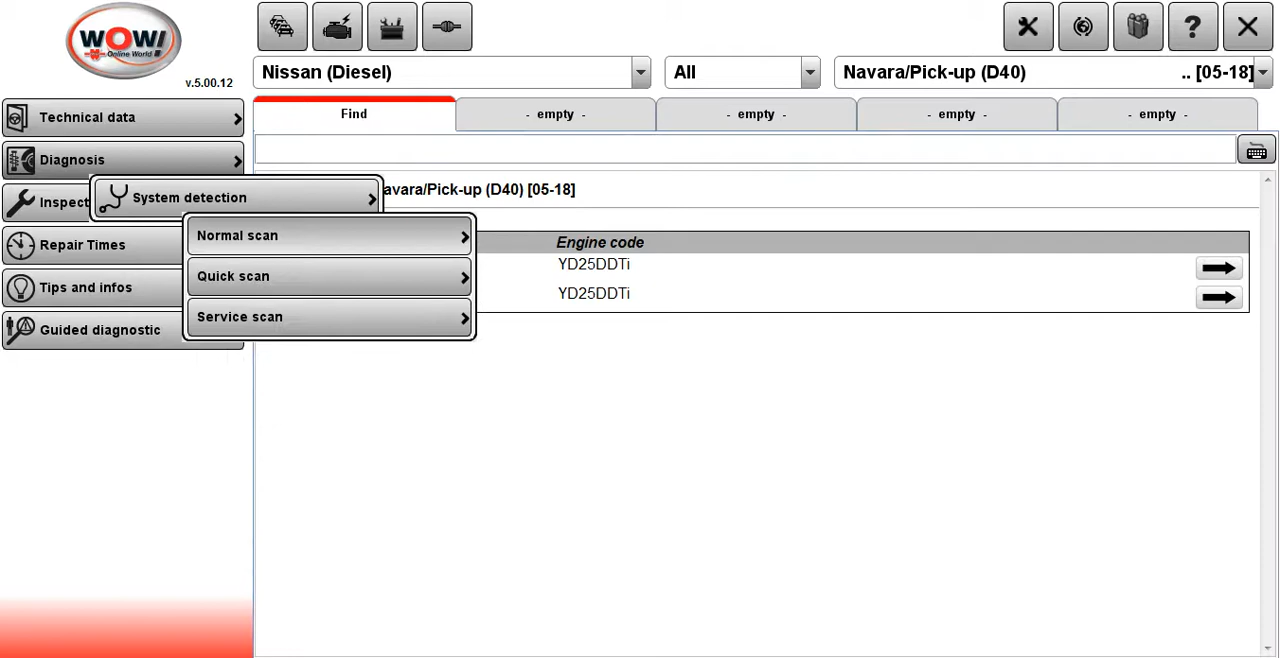 WOW!
Online World
v.5.00.12
Nissan (Diesel)
All
Navara/Pick-up (D40) .. [05-18]
Find
- empty -
- empty -
- empty -
- empty -
Technical data
Diagnosis
Inspect
Repair Times
Tips and infos
Guided diagnostic
System detection
Normal scan
Quick scan
Service scan
avara/Pick-up (D40) [05-18]
Engine code
YD25DDTi
YD25DDTi